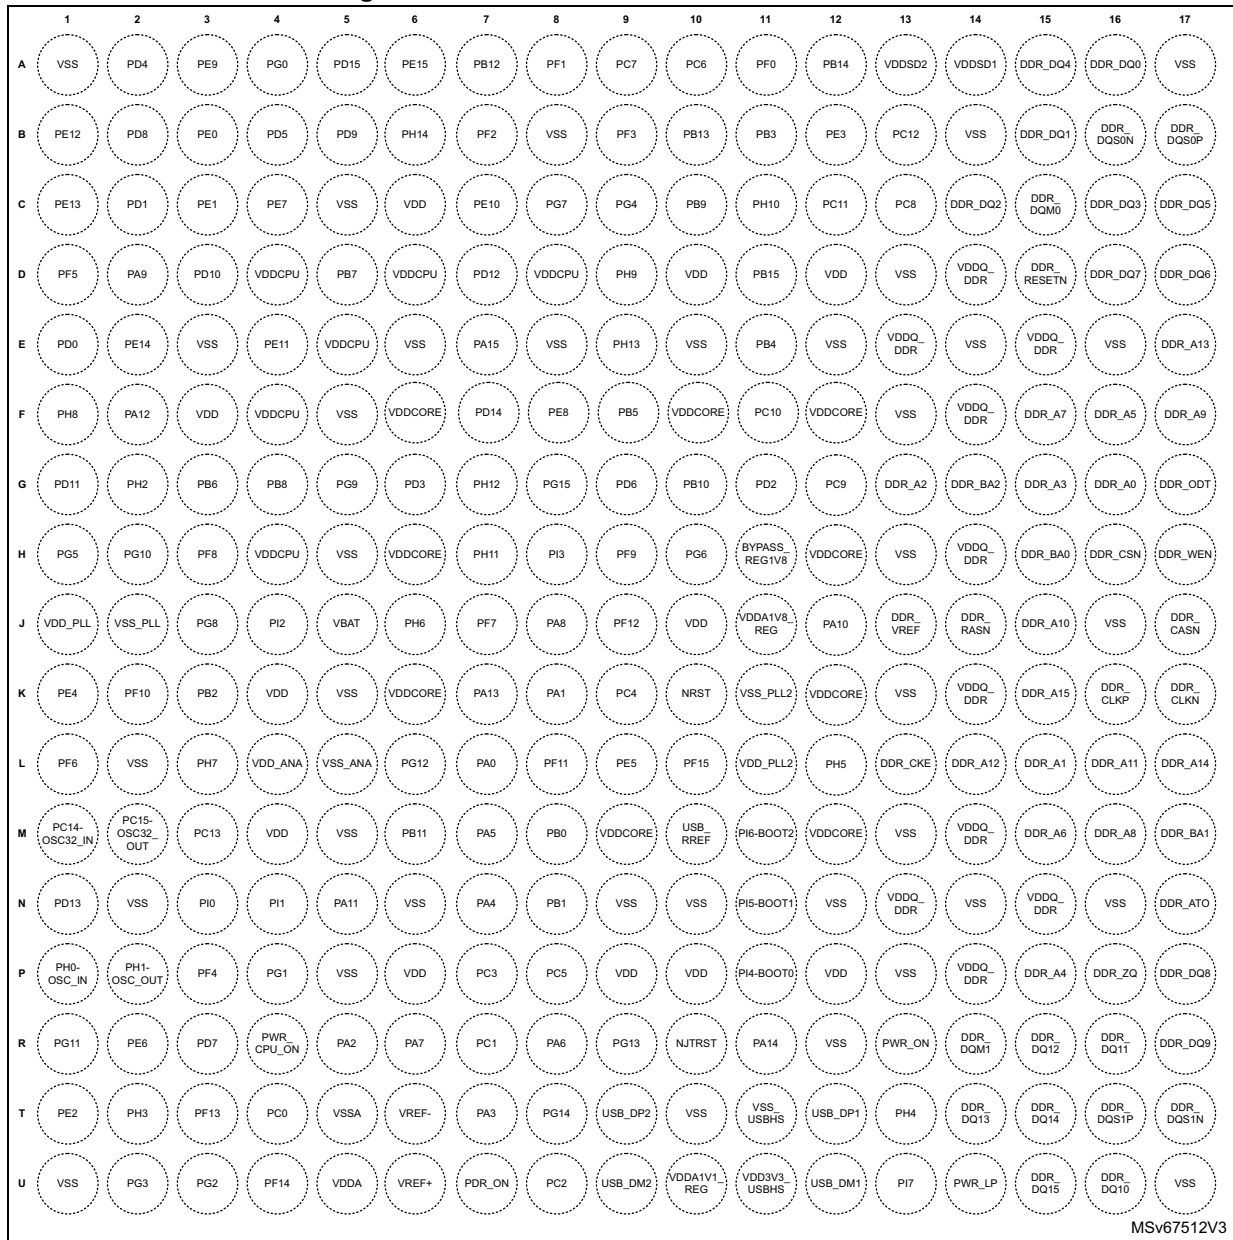 1 2 3 4 5 6 7 8 9 10 11 12 13 14 15 16 17
A VSS PD4 PE9 PG0 PD15 PE15 PB12 PF1 PC7 PC6 PF0 PB14 VDDSD2 VDDSD1 DDR_DQ4 DDR_DQ0 VSS
B PE12 PD8 PE0 PD5 PD9 PH14 PF2 VSS PF3 PB13 PB3 PE3 PC12 VSS DDR_DQ1 DDR_DQS0N DDR_DQS0P
C PE13 PD1 PE1 PE7 VSS VDD PE10 PG7 PG4 PB9 PH10 PC11 PC8 DDR_DQ2 DDR_DQM0 DDR_DQ3 DDR_DQ5
D PF5 PA9 PD10 VDDCPU PB7 VDDCPU PD12 VDDCPU PH9 VDD PB15 VDD VSS VDDQ_DDR DDR_RESETN DDR_DQ7 DDR_DQ6
E PD0 PE14 VSS PE11 VDDCPU VSS PA15 VSS PH13 VSS PB4 VSS VDDQ_DDR VSS VDDQ_DDR VSS DDR_A13
F PH8 PA12 VDD VDDCPU VSS VDDCORE PD14 PE8 PB5 VDDCORE PC10 VDDCORE VSS VDDQ_DDR DDR_A7 DDR_A5 DDR_A9
G PD11 PH2 PB6 PB8 PG9 PD3 PH12 PG15 PD6 PB10 PD2 PC9 DDR_A2 DDR_BA2 DDR_A3 DDR_A0 DDR_ODT
H PG5 PG10 PF8 VDDCPU VSS VDDCORE PH11 PI3 PF9 PG6 BYPASS_REG1V8 VDDCORE VSS VDDQ_DDR DDR_BA0 DDR_CSN DDR_WEN
J VDD_PLL VSS_PLL PG8 PI2 VBAT PH6 PF7 PA8 PF12 VDD VDDA1V8_REG PA10 DDR_VREF DDR_RASN DDR_A10 VSS DDR_CASN
K PE4 PF10 PB2 VDD VSS VDDCORE PA13 PA1 PC4 NRST VSS_PLL2 VDDCORE VSS VDDQ_DDR DDR_A15 DDR_CLKP DDR_CLKN
L PF6 VSS PH7 VDD_ANA VSS_ANA PG12 PA0 PF11 PE5 PF15 VDD_PLL2 PH5 DDR_CKE DDR_A12 DDR_A1 DDR_A11 DDR_A14
M PC14-OSC32_IN PC15-OSC32_OUT PC13 VDD VSS PB11 PA5 PB0 VDDCORE USB_RREF PI6-BOOT2 VDDCORE VSS VDDQ_DDR DDR_A6 DDR_A8 DDR_BA1
N PD13 VSS PI0 PI1 PA11 VSS PA4 PB1 VSS VSS PI5-BOOT1 VSS VDDQ_DDR VSS VDDQ_DDR VSS DDR_ATO
P PH0-OSC_IN PH1-OSC_OUT PF4 PG1 VSS VDD PC3 PC5 VDD VDD PI4-BOOT0 VDD VSS VDDQ_DDR DDR_A4 DDR_ZQ DDR_DQ8
R PG11 PE6 PD7 PWR_CPU_ON PA2 PA7 PC1 PA6 PG13 NJTRST PA14 VSS PWR_ON DDR_DQM1 DDR_DQ12 DDR_DQ11 DDR_DQ9
T PE2 PH3 PF13 PC0 VSSA VREF- PA3 PG14 USB_DP2 VSS VSS_USBHS USB_DP1 PH4 DDR_DQ13 DDR_DQ14 DDR_DQS1P DDR_DQS1N
U VSS PG3 PG2 PF14 VDDA VREF+ PDR_ON PC2 USB_DM2 VDDA1V1_REG VDD3V3_USBHS USB_DM1 PI7 PWR_LP DDR_DQ15 DDR_DQ10 VSS
MSv67512V3